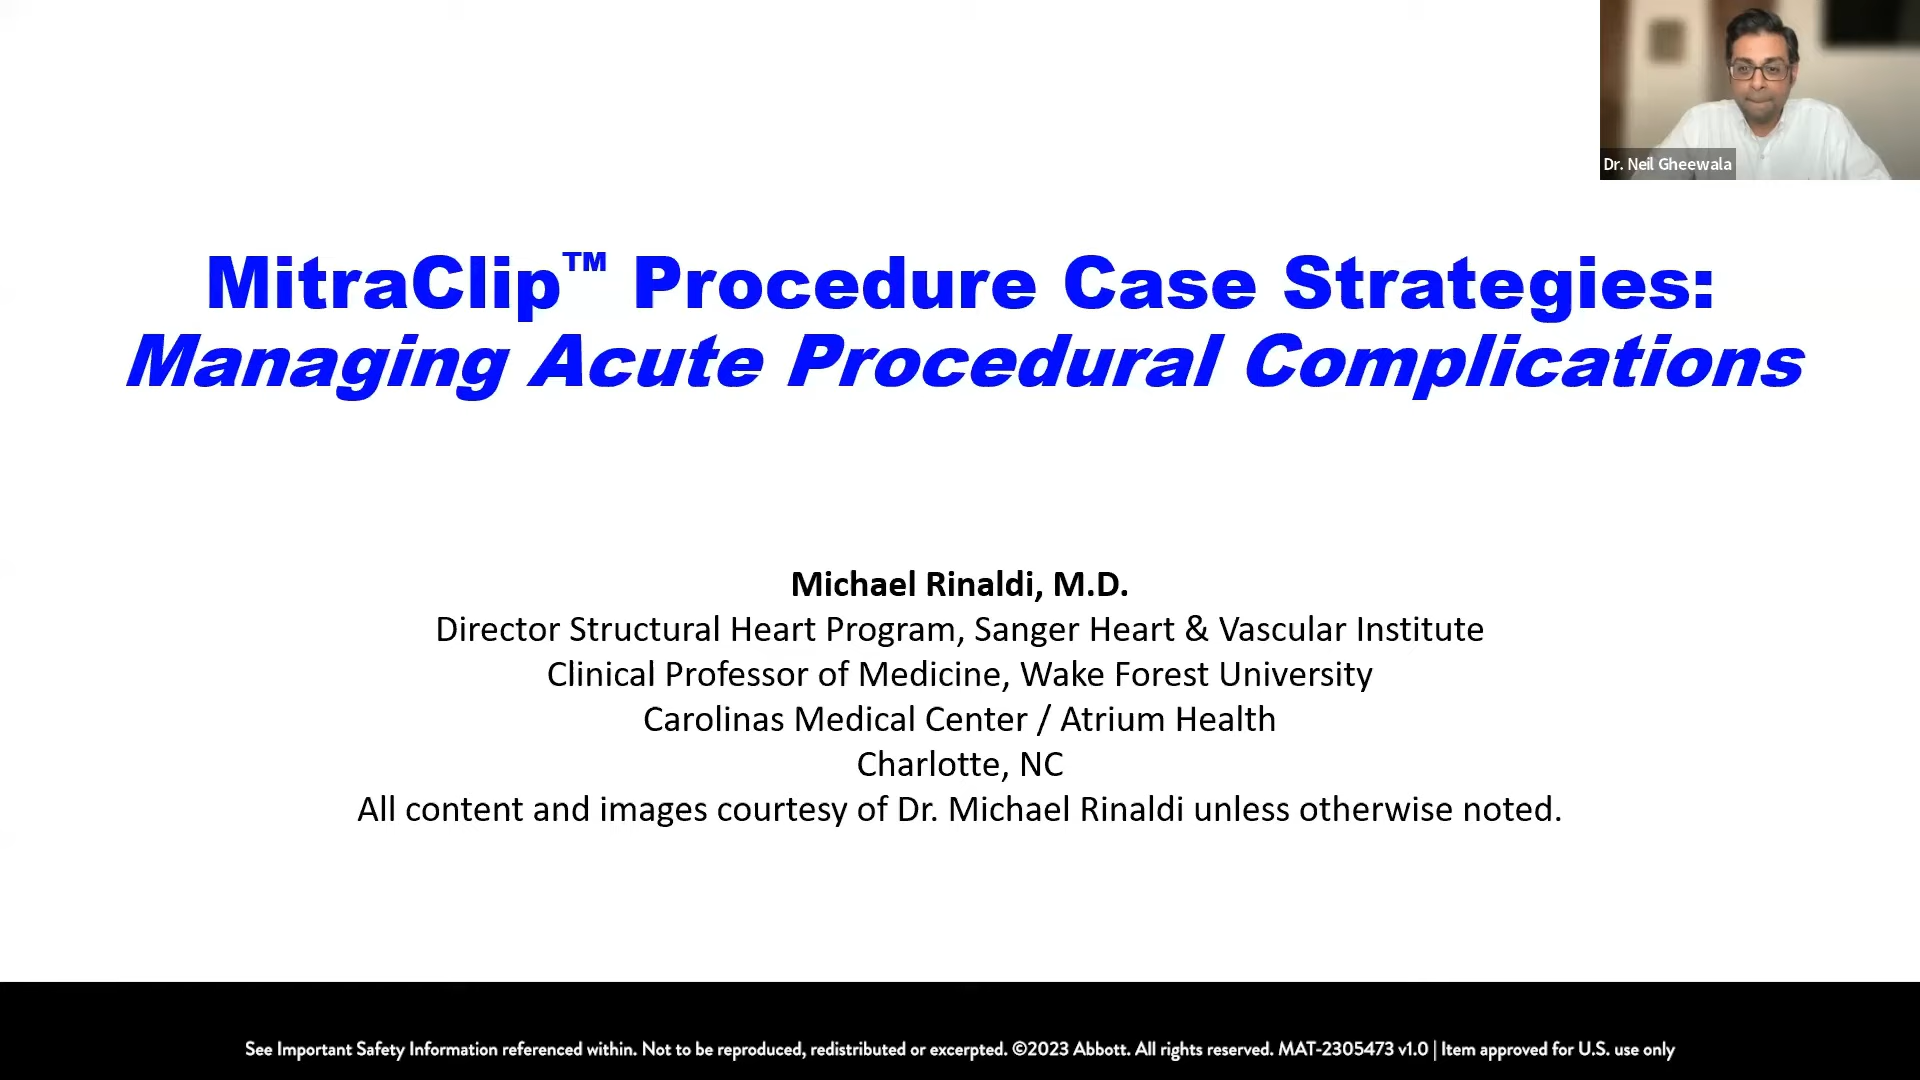 Dr. Neil Gheewala
MitraClip™ Procedure Case Strategies:
Managing Acute Procedural Complications
Michael Rinaldi, M.D.
Director Structural Heart Program, Sanger Heart & Vascular Institute
Clinical Professor of Medicine, Wake Forest University
Carolinas Medical Center / Atrium Health
Charlotte, NC
All content and images courtesy of Dr. Michael Rinaldi unless otherwise noted.
See Important Safety Information referenced within. Not to be reproduced, redistributed or excerpted. ©2023 Abbott. All rights reserved. MAT-2305473 v1.0 | Item approved for U.S. use only